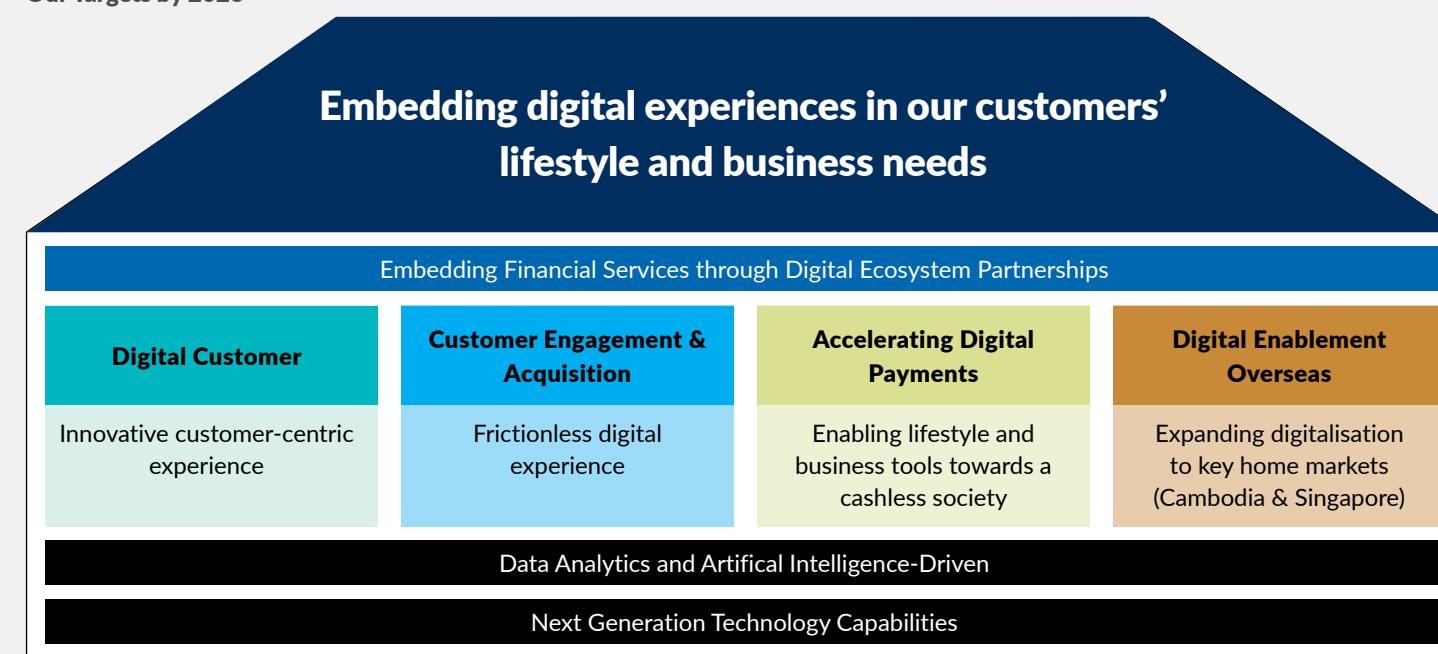 Embedding digital experiences in our customers'
lifestyle and business needs
Embedding Financial Services through Digital Ecosystem Partnerships
Digital Customer
Innovative customer-centric
experience
Customer Engagement &
Acquisition
Frictionless digital
experience
Accelerating Digital
Payments
Enabling lifestyle and
business tools towards a
cashless society
Digital Enablement
Overseas
Expanding digitalisation
to key home markets
(Cambodia & Singapore)
Data Analytics and Artifical Intelligence-Driven
Next Generation Technology Capabilities